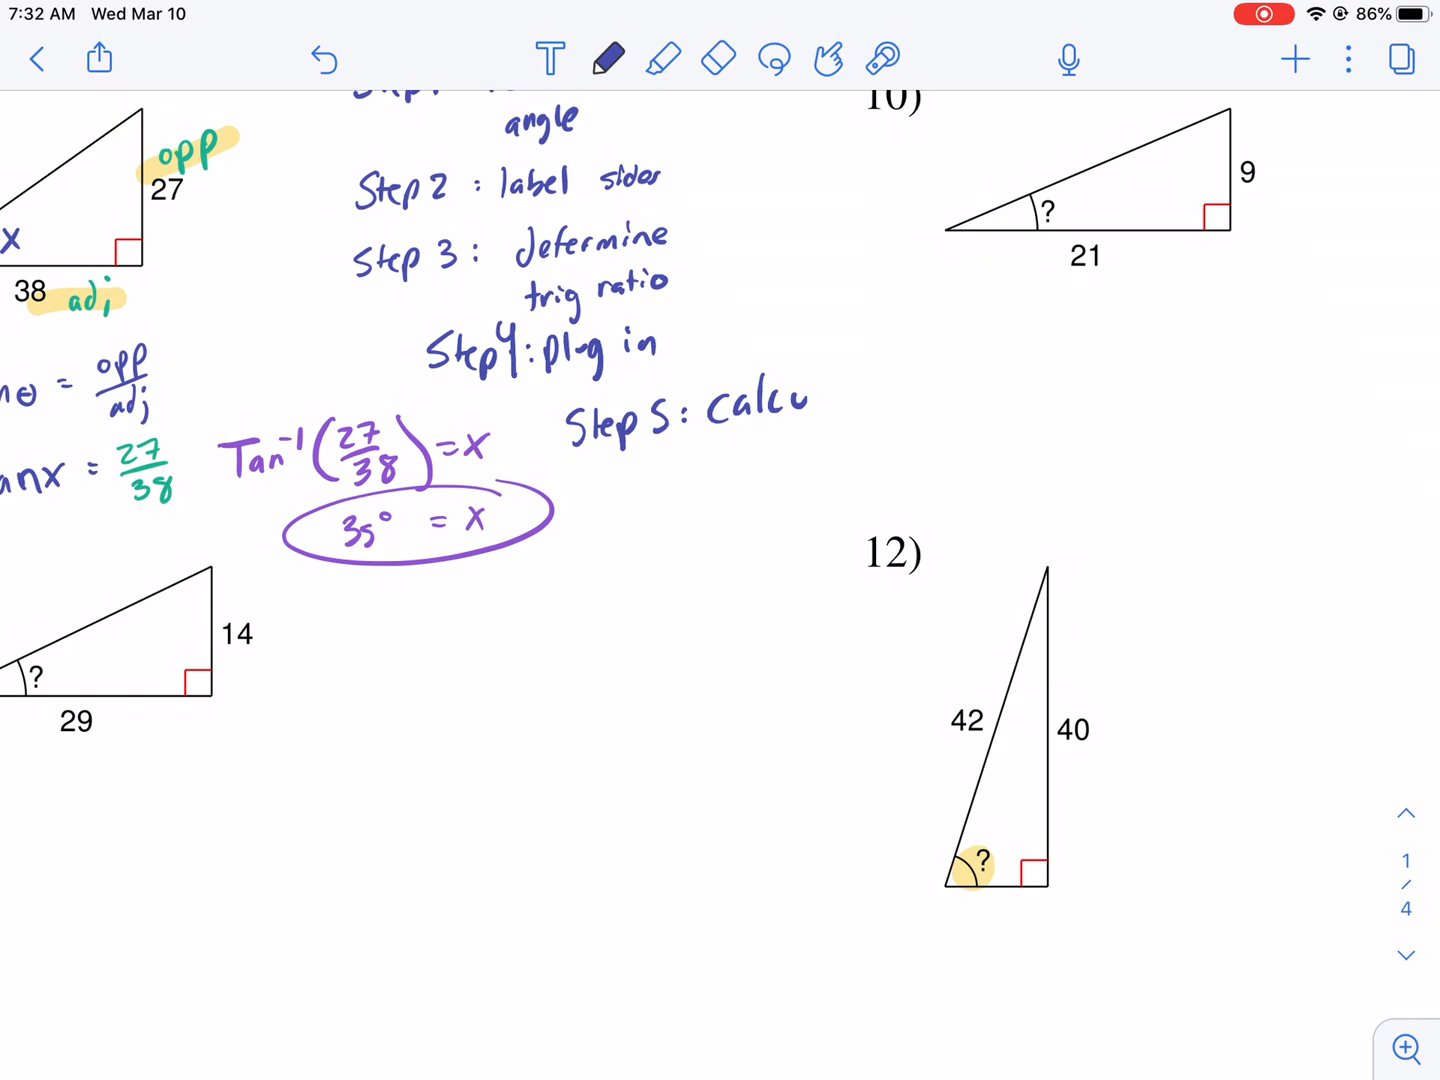 7:32 AM Wed Mar 10
86%
T
angle
Step 2 : label sides
Step 3 : determine
trig ratio
Step 4 : plug in
Step 5 : calcu
opp
27
x
38 adj
θ = opp/adj
anx = 27/38
Tan⁻¹(27/38) = x
35° = x
14
?
29
10)
9
?
21
12)
42
40
?
1
/
4